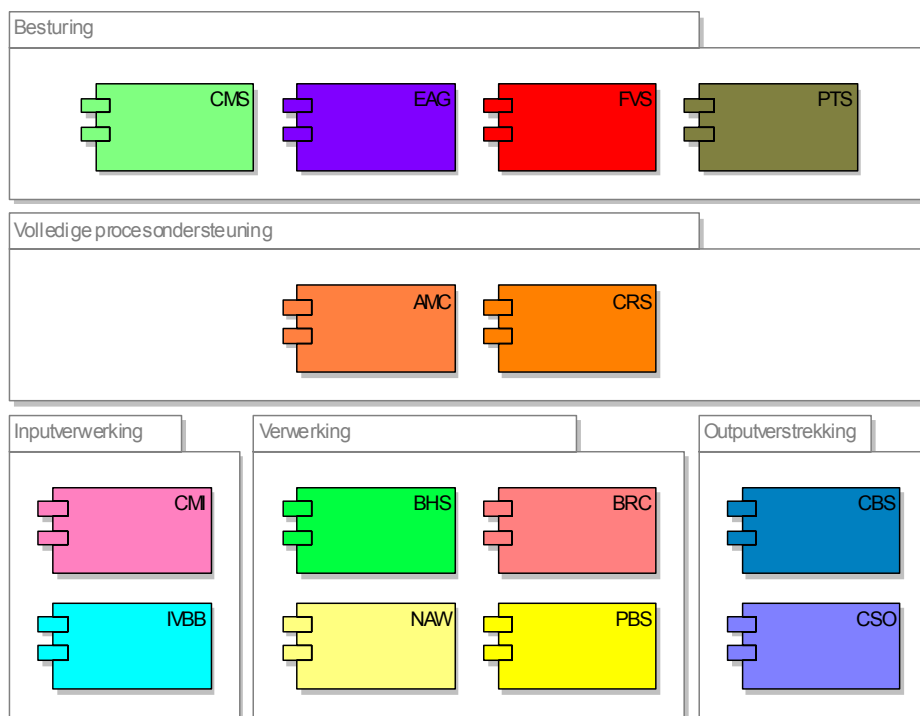 Besturing
CMS EAG FVS PTS
Volledige procesondersteuning
AMC CRS
Inputverwerking Verwerking Outputverstrekking
CMI BHS BRC CBS
IVBB NAW PBS CSO